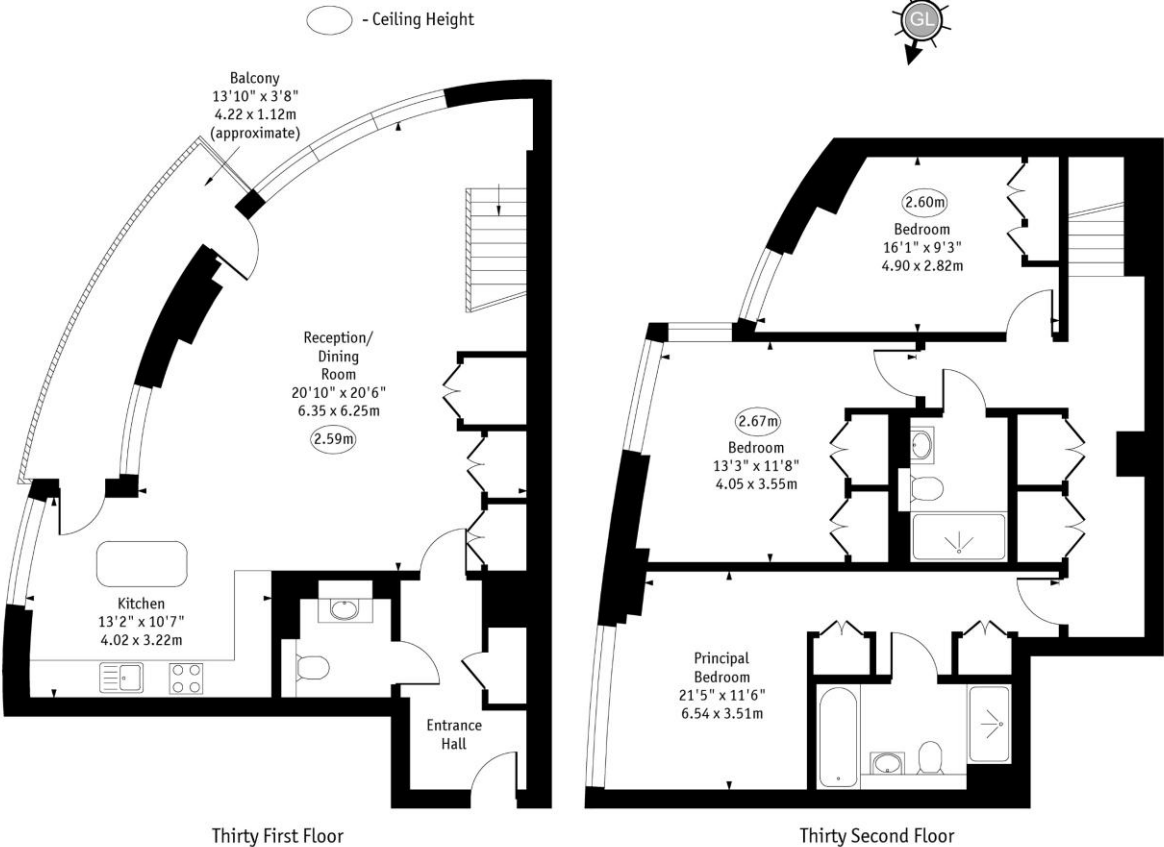 - Ceiling Height
GL
Balcony
13'10" x 3'8"
4.22 x 1.12m
(approximate)
Reception/
Dining
Room
20'10" x 20'6"
6.35 x 6.25m
2.59m
Kitchen
13'2" x 10'7"
4.02 x 3.22m
Entrance
Hall
Thirty First Floor
2.60m
Bedroom
16'1" x 9'3"
4.90 x 2.82m
2.67m
Bedroom
13'3" x 11'8"
4.05 x 3.55m
Principal
Bedroom
21'5" x 11'6"
6.54 x 3.51m
Thirty Second Floor